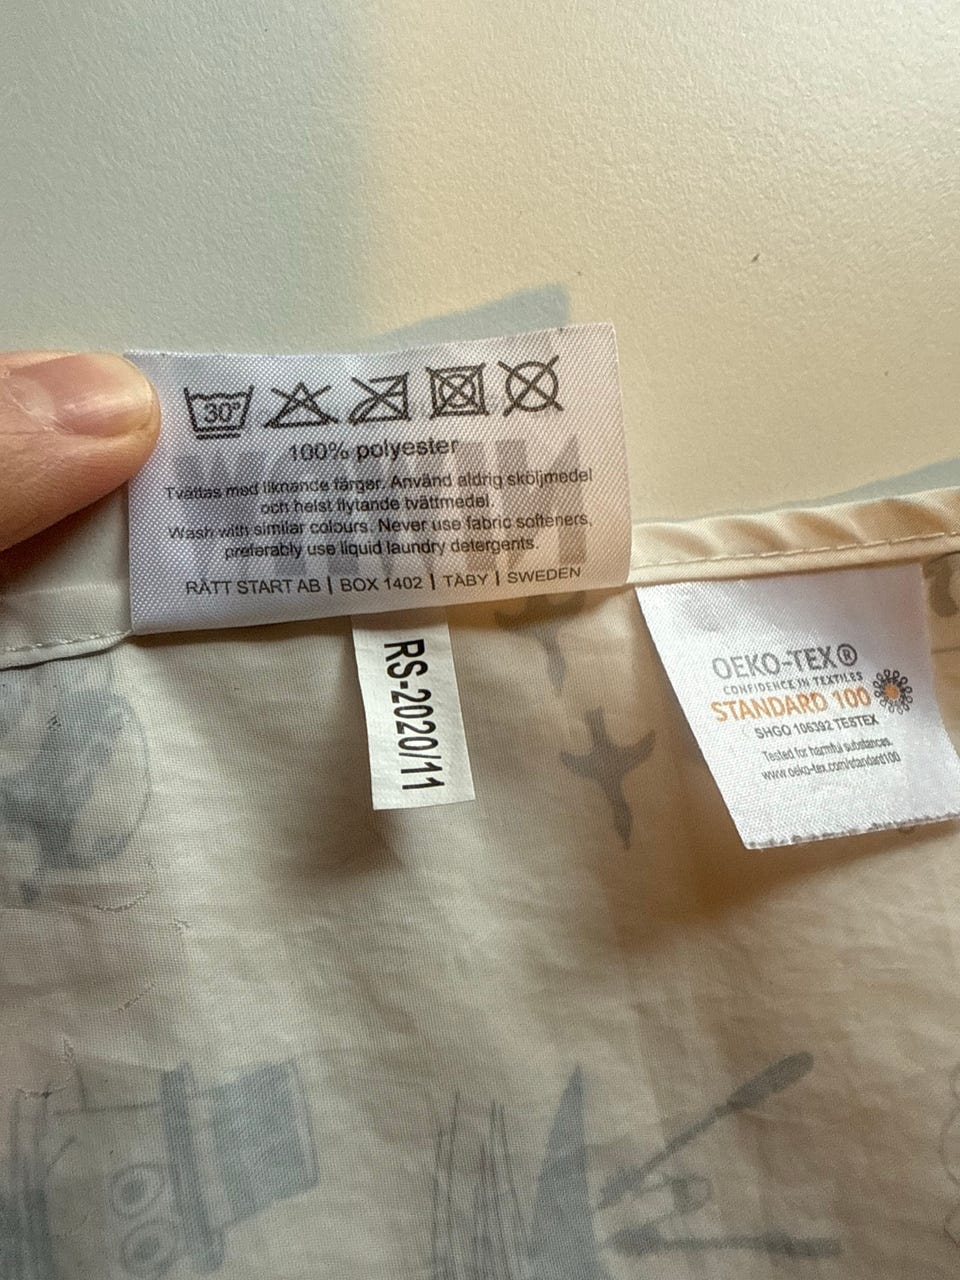 30°
100% polyester
Tvättas med liknande färger. Använd aldrig sköljmedel
och helst flytande tvättmedel.
Wash with similar colours. Never use fabric softeners,
preferably use liquid laundry detergents.
RÄTT START AB | BOX 1402 | TÄBY | SWEDEN
RS-2020/11
OEKO-TEX®
CONFIDENCE IN TEXTILES
STANDARD 100
SHGO 106392 TESTEX
Tested for harmful substances.
www.oeko-tex.com/standard100